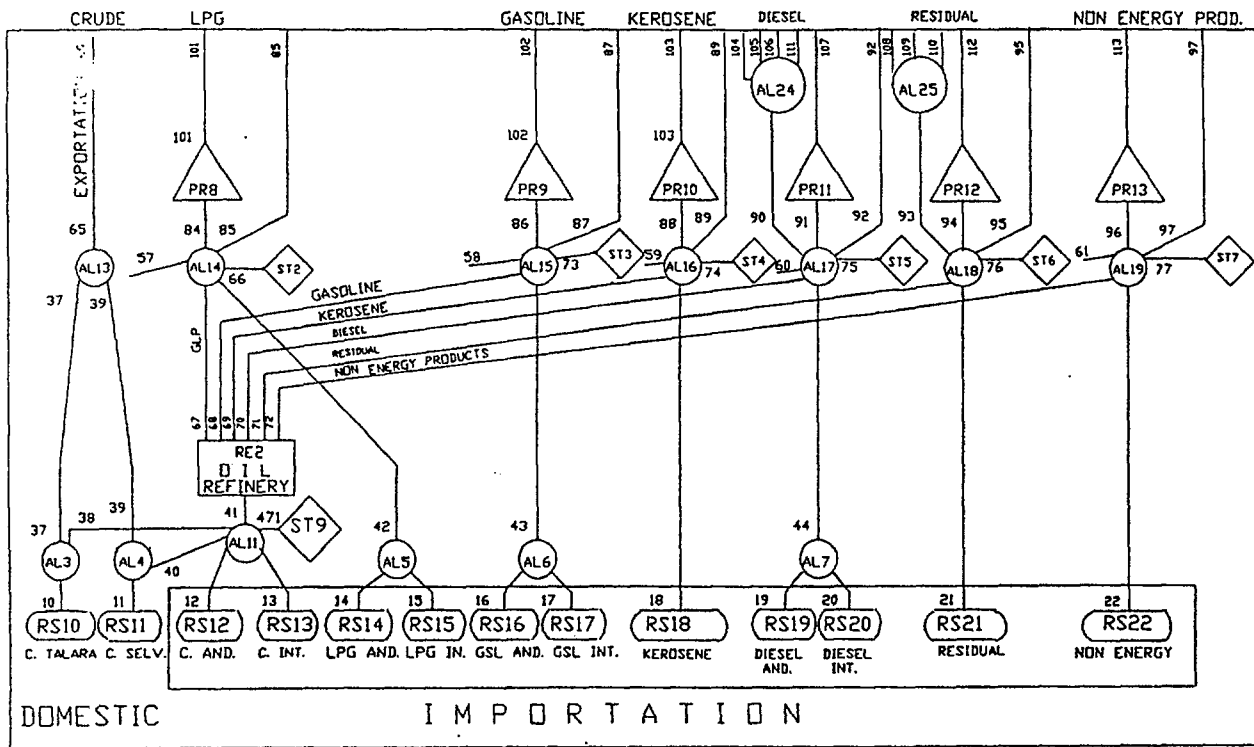 CRUDE LPG GASOLINE KEROSENE DIESEL RESIDUAL NON ENERGY PROD.
EXPORTATION
101 85 102 87 103 89 104 105 106 111 107 92 108 109 110 112 95 113 97
AL24 AL25
101 102 103
PR8 PR9 PR10 PR11 PR12 PR13
65 84 85 86 87 88 89 90 91 92 93 94 95 96 97
57 58 59 60 61
AL13 AL14 ST2 AL15 ST3 AL16 ST4 AL17 ST5 AL18 ST6 AL19 ST7
66 73 74 75 76 77
37 39
GASOLINE
KEROSENE
DIESEL
RESIDUAL
NON ENERGY PRODUCTS
GLP
67 68 69 70 71 72
RE2
OIL
REFINERY
37 38 39 41 471 ST9 42 43 44
AL3 AL4 AL11 AL5 AL6 AL7
40
10 11 12 13 14 15 16 17 18 19 20 21 22
RS10 RS11 RS12 RS13 RS14 RS15 RS16 RS17 RS18 RS19 RS20 RS21 RS22
C. TALARA C. SELV. C. AND. C. INT. LPG AND. LPG IN. GSL AND. GSL INT. KEROSENE DIESEL AND. DIESEL INT. RESIDUAL NON ENERGY
DOMESTIC IMPORTATION